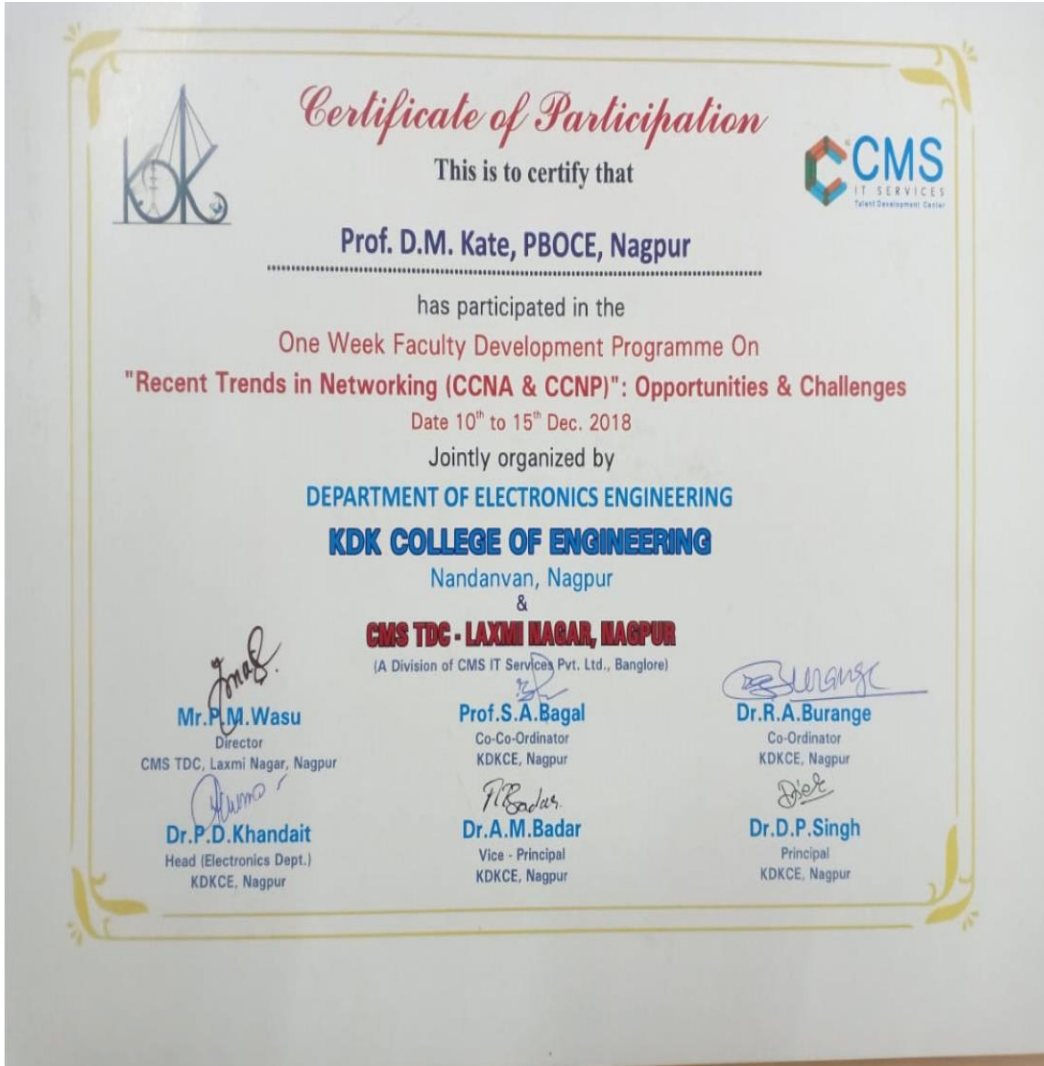 Certificate of Participation
KDK
CMS
IT SERVICES
Talent Development Center
This is to certify that
Prof. D.M. Kate, PBOCE, Nagpur
has participated in the
One Week Faculty Development Programme On
"Recent Trends in Networking (CCNA & CCNP)": Opportunities & Challenges
Date 10th to 15th Dec. 2018
Jointly organized by
DEPARTMENT OF ELECTRONICS ENGINEERING
KDK COLLEGE OF ENGINEERING
Nandanvan, Nagpur
&
CMS TDC - LAXMI NAGAR, NAGPUR
(A Division of CMS IT Services Pvt. Ltd., Banglore)
Burange
Mr.P.M.Wasu
Director
CMS TDC, Laxmi Nagar, Nagpur
Prof.S.A.Bagal
Co-Co-Ordinator
KDKCE, Nagpur
Dr.R.A.Burange
Co-Ordinator
KDKCE, Nagpur
Dr.P.D.Khandait
Head (Electronics Dept.)
KDKCE, Nagpur
Dr.A.M.Badar
Vice - Principal
KDKCE, Nagpur
Dr.D.P.Singh
Principal
KDKCE, Nagpur